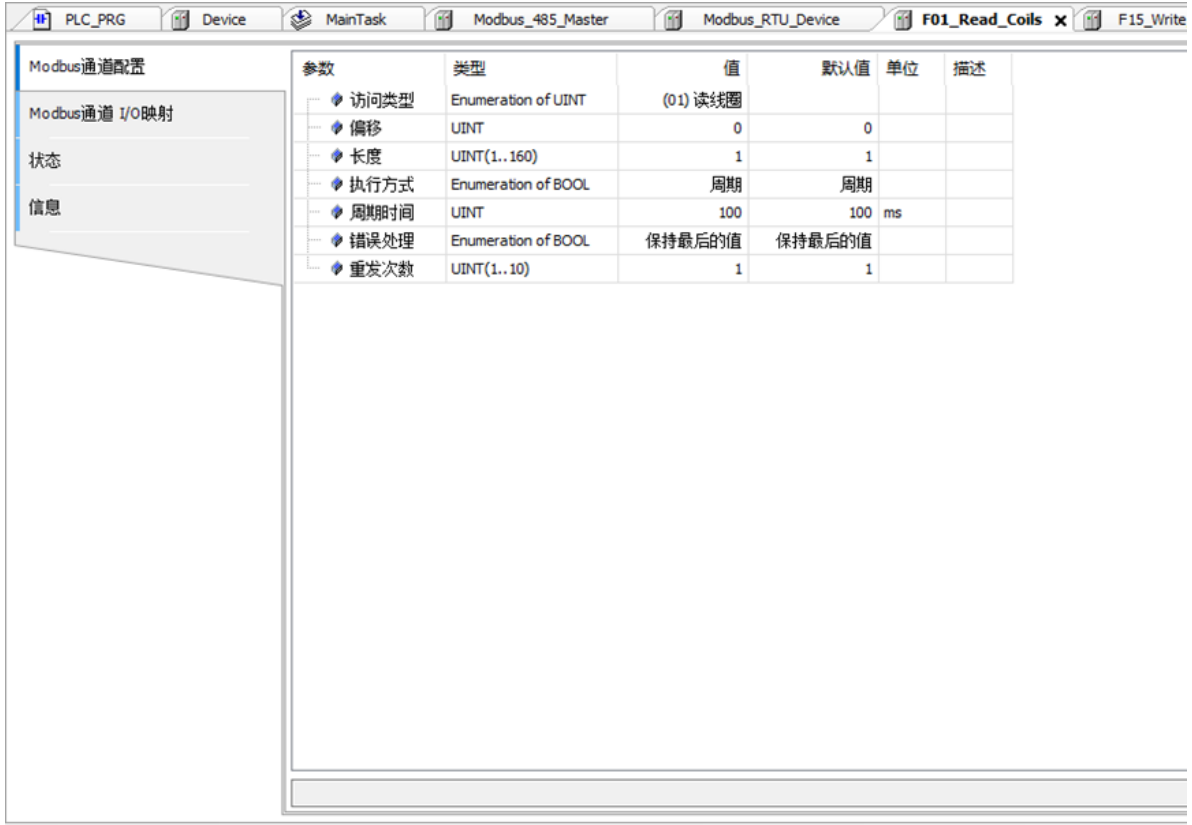 PLC_PRG Device MainTask Modbus_485_Master Modbus_RTU_Device F01_Read_Coils x F15_Write
Modbus通道配置
Modbus通道 I/O映射
状态
信息
参数 类型 值 默认值 单位 描述
访问类型 Enumeration of UINT (01) 读线圈
偏移 UINT 0 0
长度 UINT(1..160) 1 1
执行方式 Enumeration of BOOL 周期 周期
周期时间 UINT 100 100 ms
错误处理 Enumeration of BOOL 保持最后的值 保持最后的值
重发次数 UINT(1..10) 1 1